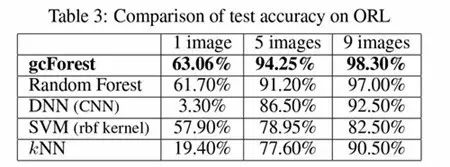 Table 3: Comparison of test accuracy on ORL
1 image 5 images 9 images
gcForest 63.06% 94.25% 98.30%
Random Forest 61.70% 91.20% 97.00%
DNN (CNN) 3.30% 86.50% 92.50%
SVM (rbf kernel) 57.90% 78.95% 82.50%
kNN 19.40% 77.60% 90.50%